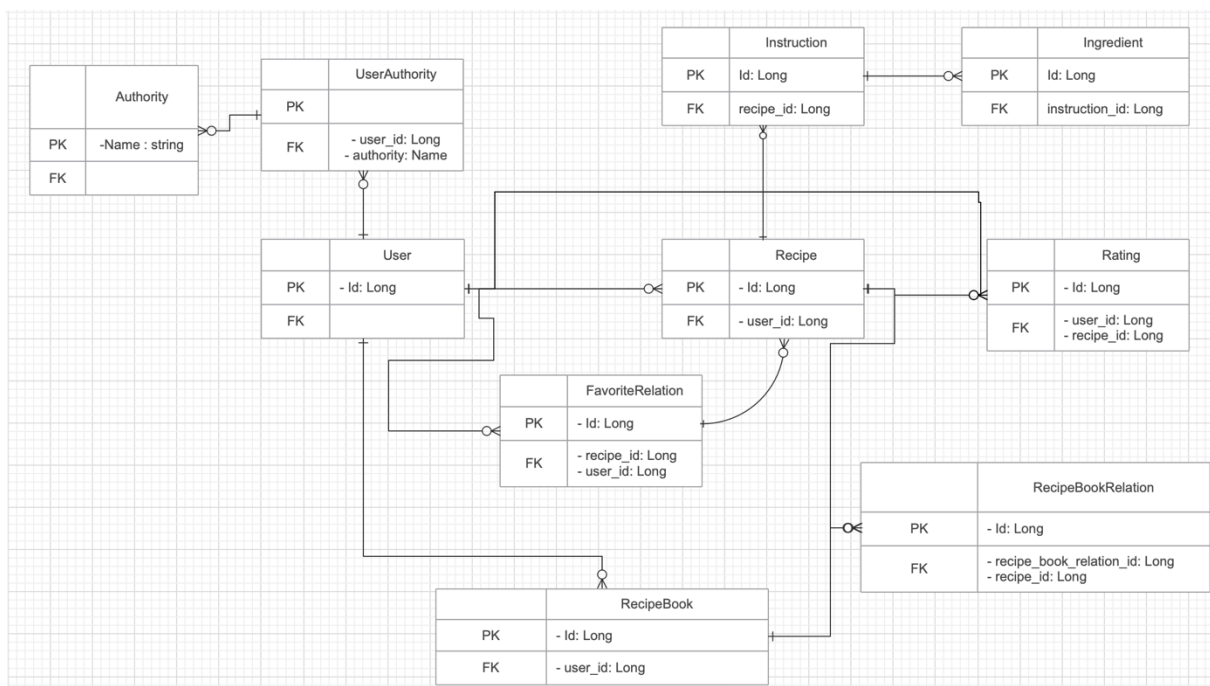 Authority
PK
-Name : string
FK
UserAuthority
PK
FK
- user_id: Long
- authority: Name
Instruction
PK
Id: Long
FK
recipe_id: Long
Ingredient
PK
Id: Long
FK
instruction_id: Long
User
PK
- Id: Long
FK
Recipe
PK
- Id: Long
FK
- user_id: Long
Rating
PK
- Id: Long
FK
- user_id: Long
- recipe_id: Long
FavoriteRelation
PK
- Id: Long
FK
- recipe_id: Long
- user_id: Long
RecipeBookRelation
PK
- Id: Long
FK
- recipe_book_relation_id: Long
- recipe_id: Long
RecipeBook
PK
- Id: Long
FK
- user_id: Long